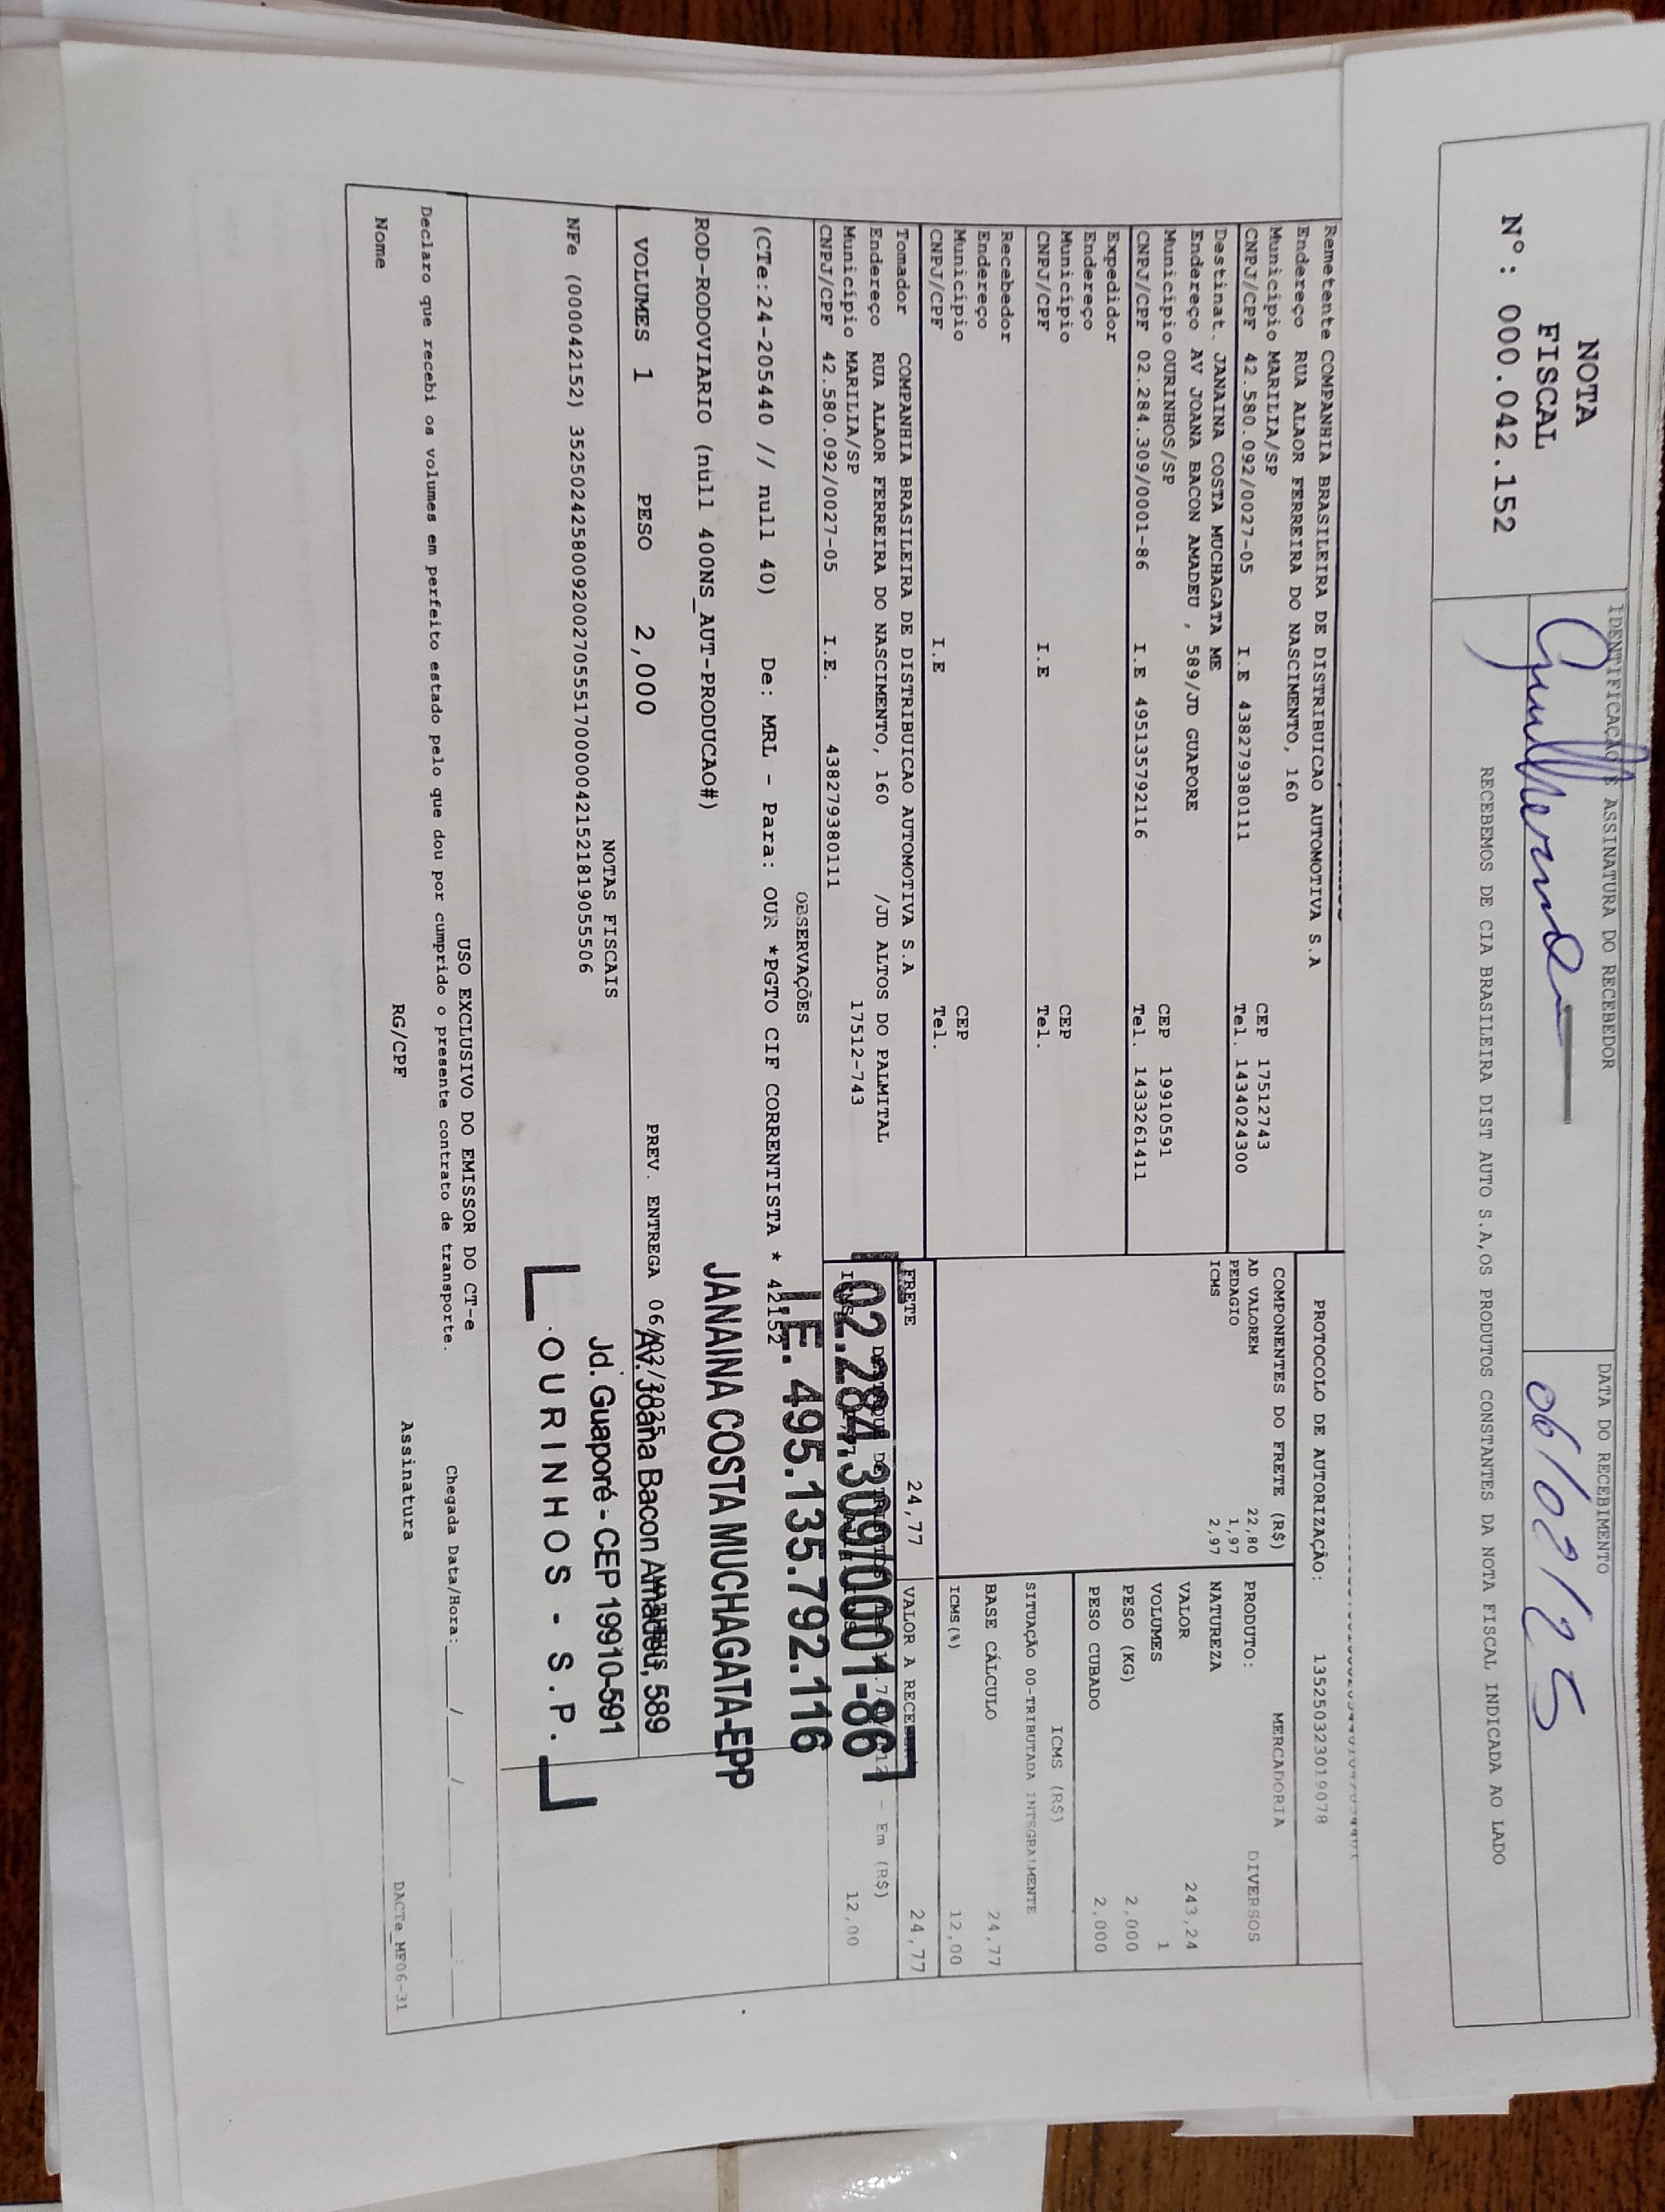 NOTA
FISCAL
Nº: 000.042.152
IDENTIFICAÇÃO E ASSINATURA DO RECEBEDOR
Guilherme
DATA DO RECEBIMENTO
06/02/25
RECEBEMOS DE CIA BRASILEIRA DIST AUTO S.A,OS PRODUTOS CONSTANTES DA NOTA FISCAL INDICADA AO LADO
Remetente COMPANHIA BRASILEIRA DE DISTRIBUICAO AUTOMOTIVA S.A
Endereço RUA ALAOR FERREIRA DO NASCIMENTO, 160
Município MARILIA/SP CEP 17512743
CNPJ/CPF 42.580.092/0027-05 I.E 438279380111 Tel. 1434024300
Destinat. JANAINA COSTA MUCHAGATA ME
Endereço AV JOANA BACON AMADEU , 589/JD GUAPORE
Município OURINHOS/SP CEP 19910591
CNPJ/CPF 02.284.309/0001-86 I.E 495135792116 Tel. 1433261411
Expedidor
Endereço
Município CEP
CNPJ/CPF I.E Tel.
Recebedor
Endereço
Município CEP
CNPJ/CPF I.E Tel.
Tomador COMPANHIA BRASILEIRA DE DISTRIBUICAO AUTOMOTIVA S.A
Endereço RUA ALAOR FERREIRA DO NASCIMENTO, 160 /JD ALTOS DO PALMITAL
Município MARILIA/SP 17512-743
CNPJ/CPF 42.580.092/0027-05 I.E. 438279380111
PROTOCOLO DE AUTORIZAÇÃO: 135250323019078
COMPONENTES DO FRETE (R$)
AD VALOREM 22,80
PEDAGIO 1,97
ICMS 2,97
MERCADORIA
PRODUTO: DIVERSOS
NATUREZA
VALOR 243,24
VOLUMES 1
PESO (KG) 2,000
PESO CUBADO 2,000
ICMS (R$)
SITUAÇÃO 00-TRIBUTADA INTEGRALMENTE
BASE CÁLCULO 24,77
ICMS(%) 12,00
FRETE 24,77 VALOR A RECEBER 24,77
- Em (R$)
12,00
OBSERVAÇÕES
(CTe:24-205440 // null 40) De: MRL - Para: OUR *PGTO CIF CORRENTISTA * 42152
ROD-RODOVIARIO (null 400NS_AUT-PRODUCAO#)
VOLUMES 1 PESO 2,000 PREV. ENTREGA 06/02/2025
NOTAS FISCAIS
NFe (000042152) 35250242580092002705551700000421521819055506
02.284.309/0001-86
I.E. 495.135.792.116
JANAINA COSTA MUCHAGATA-EPP
AV. Joana Bacon Amadeu, 589
Jd. Guaporé - CEP 19910-591
OURINHOS - S.P.
USO EXCLUSIVO DO EMISSOR DO CT-e
Declaro que recebi os volumes em perfeito estado pelo que dou por cumprido o presente contrato de transporte.
Chegada Data/Hora:____/____/____ ____:____
Nome RG/CPF Assinatura
DACTe_MF06-31